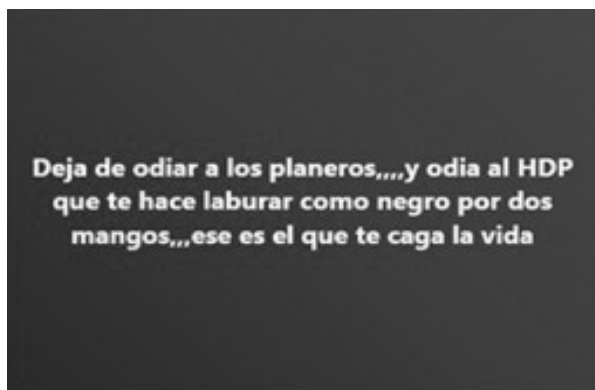 Deja de odiar a los planeros,,,,y odia al HDP
que te hace laburar como negro por dos
mangos,,,ese es el que te caga la vida